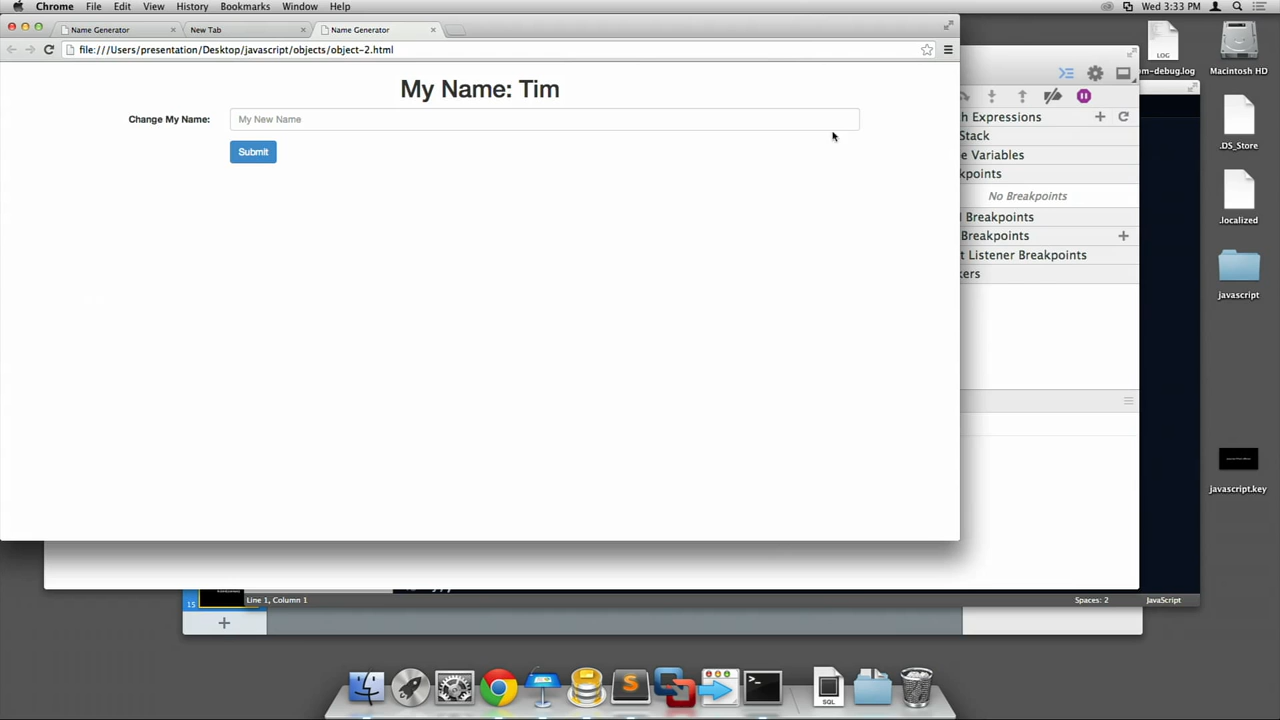 Chrome File Edit View History Bookmarks Window Help
Wed 3:33 PM
Name Generator
New Tab
Name Generator
file:///Users/presentation/Desktop/javascript/objects/object-2.html
My Name: Tim
Change My Name:
My New Name
Submit
h Expressions
Stack
e Variables
kpoints
No Breakpoints
l Breakpoints
Breakpoints
t Listener Breakpoints
kers
LOG
m-debug.log
Macintosh HD
.DS_Store
.localized
javascript
javascript.key
15
Line 1, Column 1
Spaces: 2
JavaScript
SQL